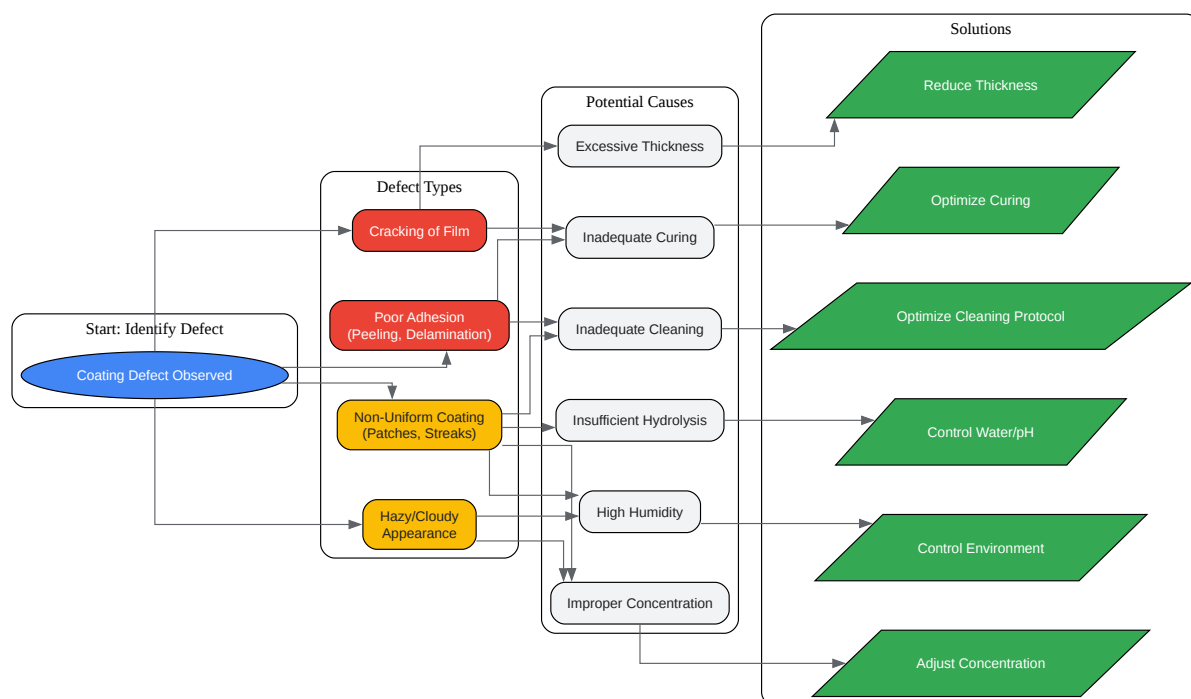 Start: Identify Defect
Coating Defect Observed
Defect Types
Cracking of Film
Poor Adhesion
(Peeling, Delamination)
Non-Uniform Coating
(Patches, Streaks)
Hazy/Cloudy
Appearance
Potential Causes
Excessive Thickness
Inadequate Curing
Inadequate Cleaning
Insufficient Hydrolysis
High Humidity
Improper Concentration
Solutions
Reduce Thickness
Optimize Curing
Optimize Cleaning Protocol
Control Water/pH
Control Environment
Adjust Concentration